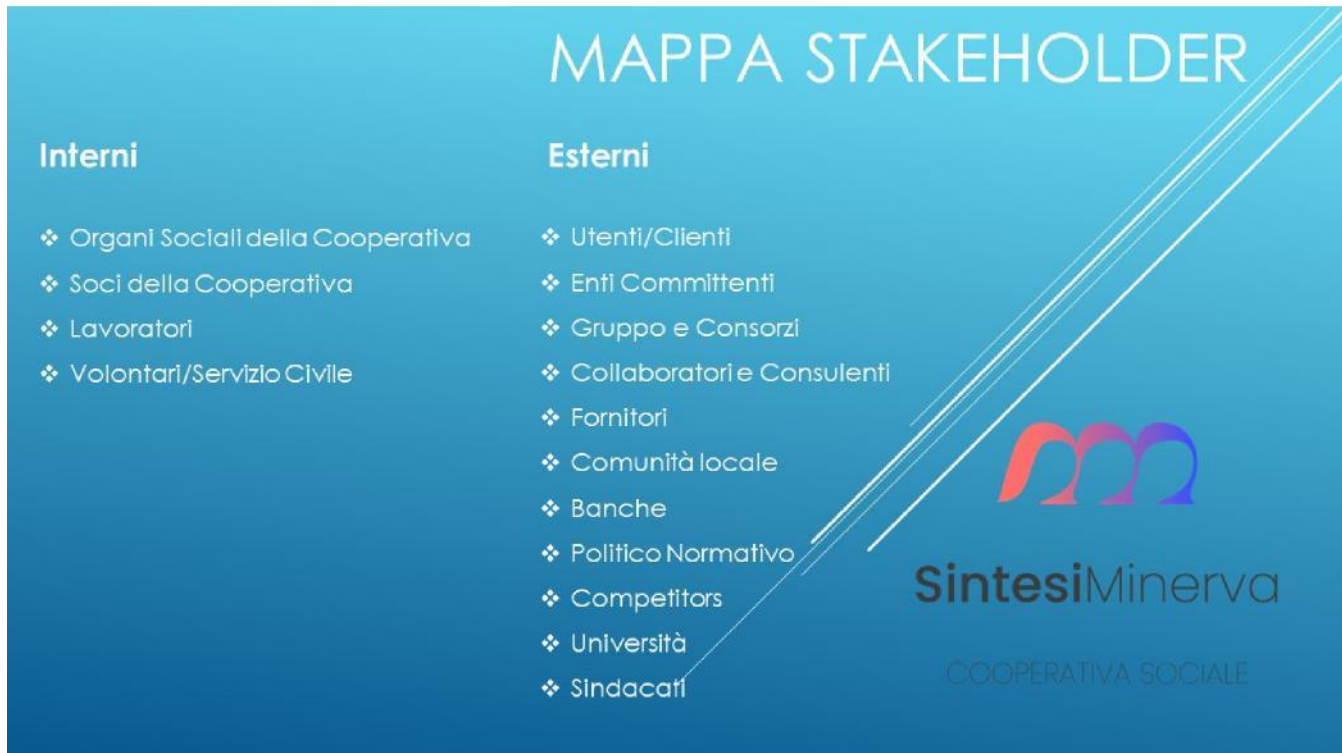 MAPPA STAKEHOLDER
Interni
❖ Organi Sociali della Cooperativa
❖ Soci della Cooperativa
❖ Lavoratori
❖ Volontari/Servizio Civile
Esterni
❖ Utenti/Clienti
❖ Enti Committenti
❖ Gruppo e Consorzi
❖ Collaboratori e Consulenti
❖ Fornitori
❖ Comunità locale
❖ Banche
❖ Politico Normativo
❖ Competitors
❖ Università
❖ Sindacati
SintesiMinerva
COOPERATIVA SOCIALE